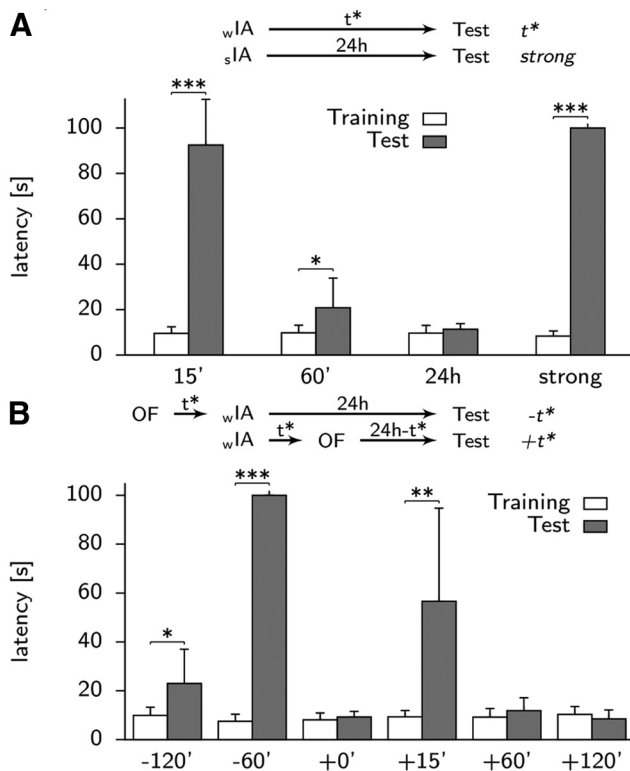 A
wIA t* Test t*
sIA 24h Test strong
latency [s]
100
80
60
40
20
0
Training
Test
***
*
***
15' 60' 24h strong
B
OF t* wIA 24h Test -t*
wIA t* OF 24h-t* Test +t*
latency [s]
100
80
60
40
20
0
Training
Test
*
***
**
-120' -60' +0' +15' +60' +120'